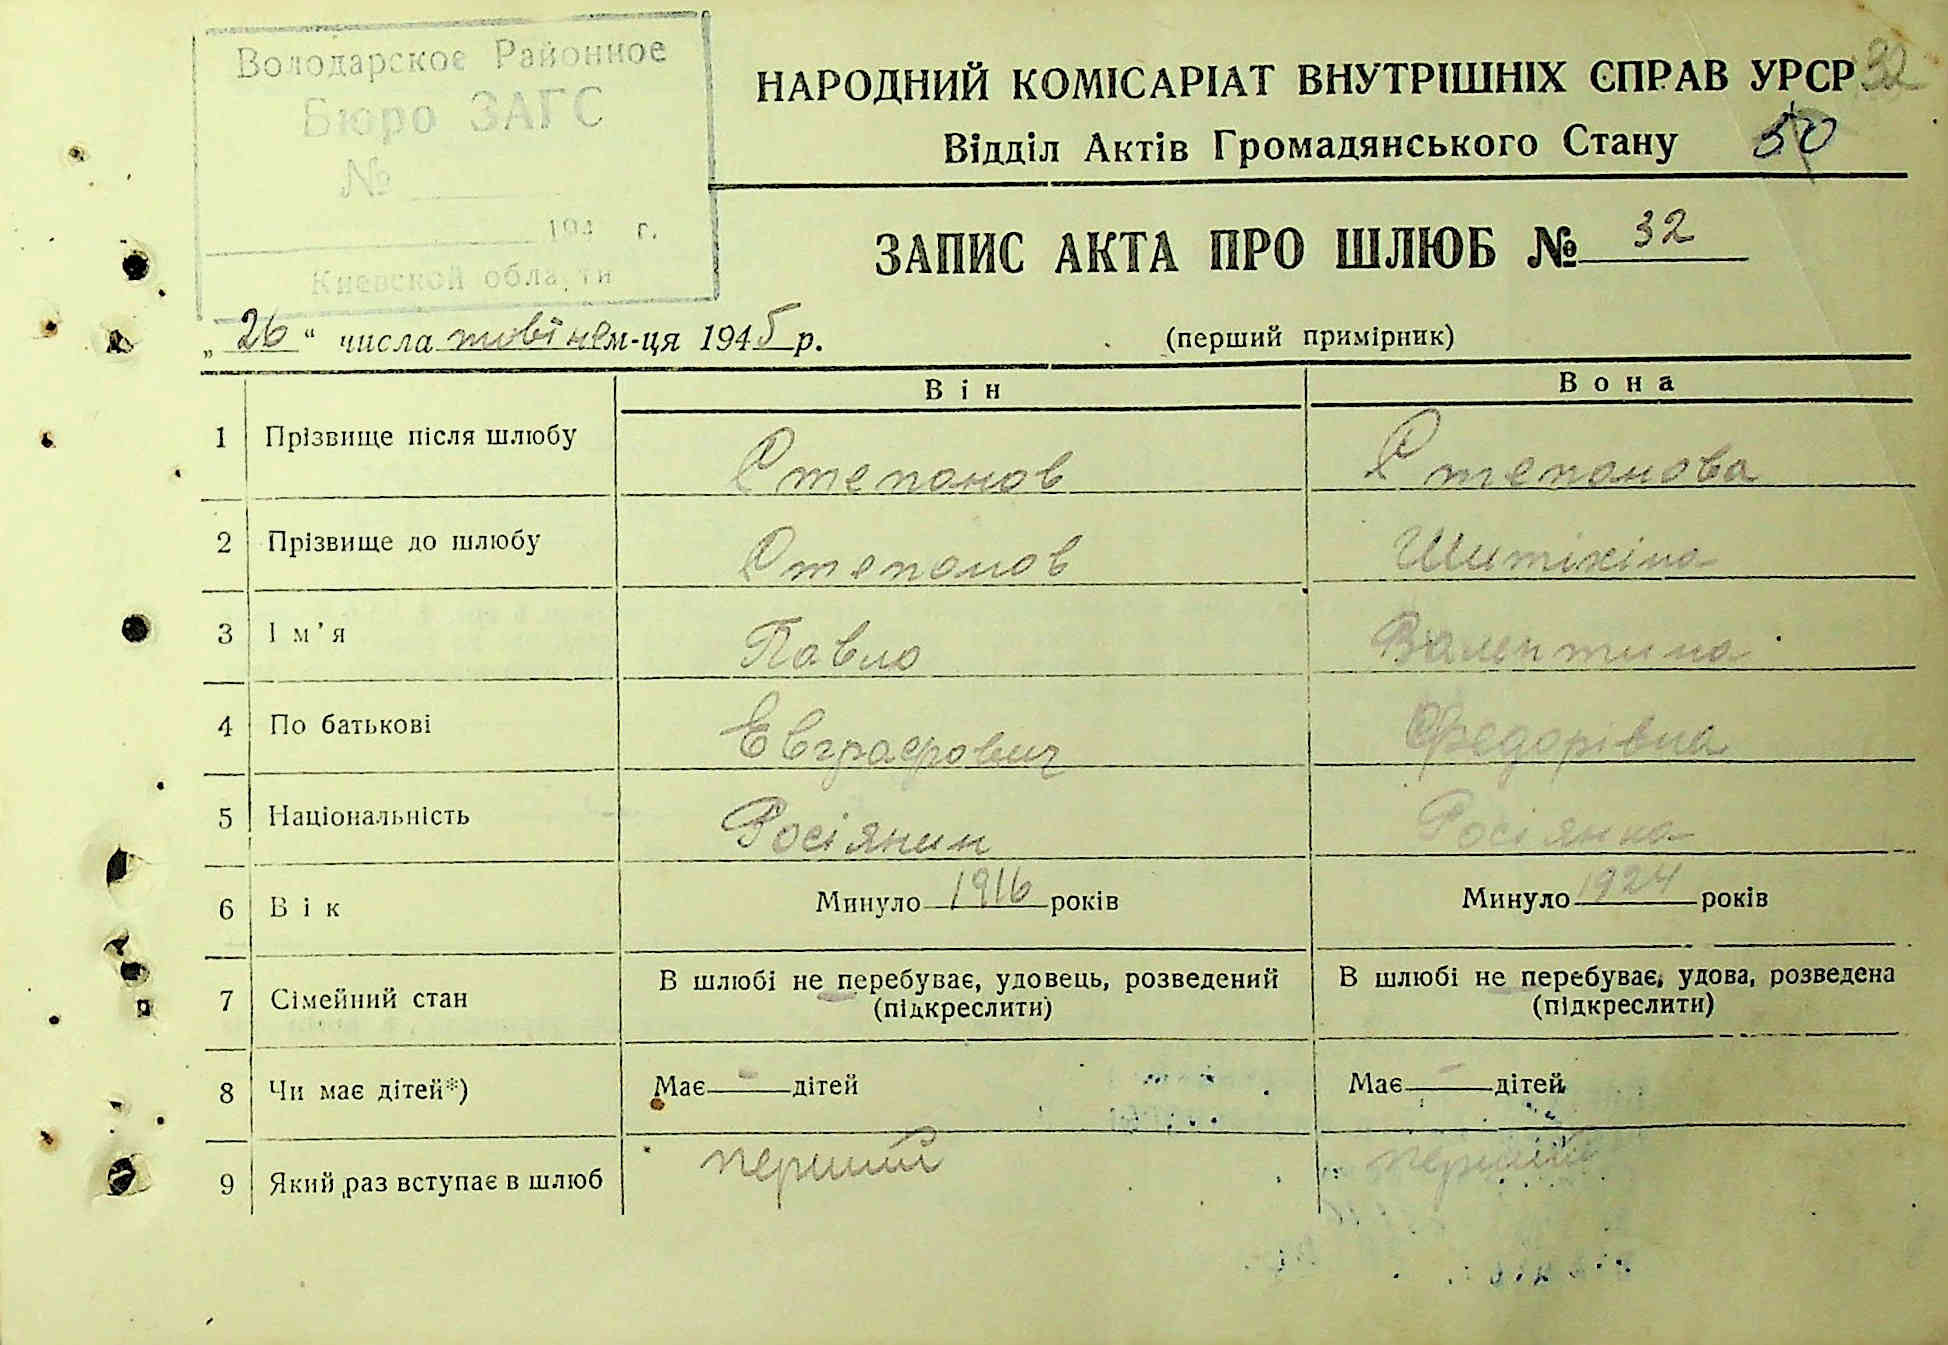 Володарское Районное
Бюро ЗАГС
№
194 г.
Киевской области
НАРОДНИЙ КОМІСАРІАТ ВНУТРІШНІХ СПРАВ УРСР 32
Відділ Актів Громадянського Стану 50
ЗАПИС АКТА ПРО ШЛЮБ № 32
„ 26 “ числа жовтня м-ця 1945 р. (перший примірник)
Він Вона
1 Прізвище після шлюбу Степанов Степанова
2 Прізвище до шлюбу Степанов Шитікіна
3 Ім’я Павло Валентина
4 По батькові Евграфович Федорівна
5 Національність Росіянин Росіянка
6 Вік Минуло 1916 років Минуло 1924 років
7 Сімейний стан В шлюбі не перебуває, удовець, розведений (підкреслити) В шлюбі не перебуває, удова, розведена (підкреслити)
8 Чи має дітей*) Має — дітей Має — дітей
9 Який раз вступає в шлюб перший перший